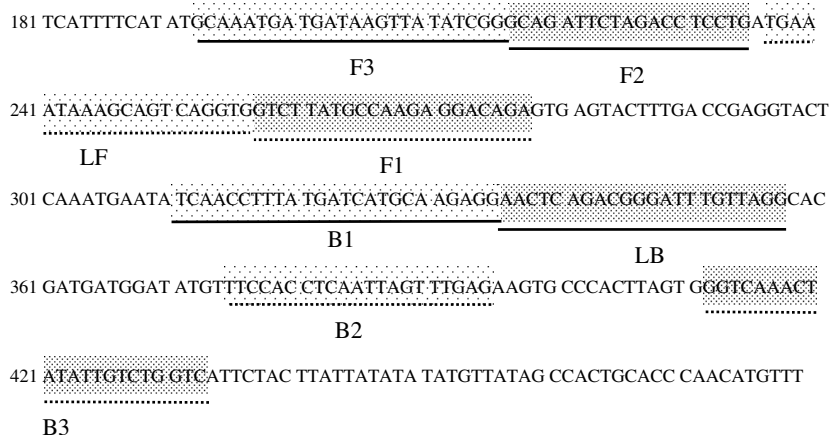 181 TCATTTTCAT ATGCAAATGA TGATAAGTTA TATCGGGCAG ATTCTAGACC TCCTGATGAA
F3 F2
241 ATAAAGCAGT CAGGTGGTCT TATGCCAAGA GGACAGAGTG AGTACTTTGA CCGAGGTACT
LF F1
301 CAAATGAATA TCAACCTTTA TGATCATGCA AGAGGAACTC AGACGGGATT TGTTAGGCAC
B1 LB
361 GATGATGGAT ATGTTTCCAC CTCAATTAGT TTGAGAAGTG CCCACTTAGT GGGTCAAACT
B2
421 ATATTGTCTG GTCATTCTAC TTATTATATA TATGTTATAG CCACTGCACC CAACATGTTT
B3